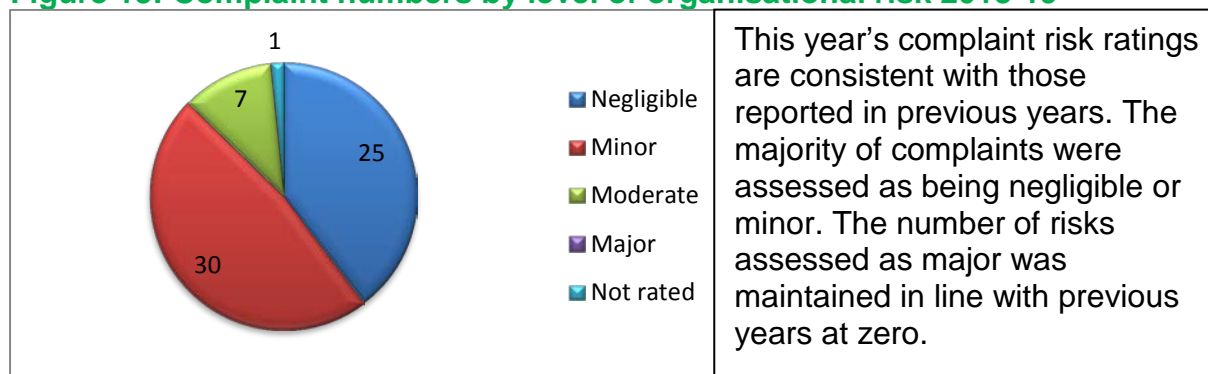 1
7
25
30
Negligible
Minor
Moderate
Major
Not rated
This year’s complaint risk ratings
are consistent with those
reported in previous years. The
majority of complaints were
assessed as being negligible or
minor. The number of risks
assessed as major was
maintained in line with previous
years at zero.